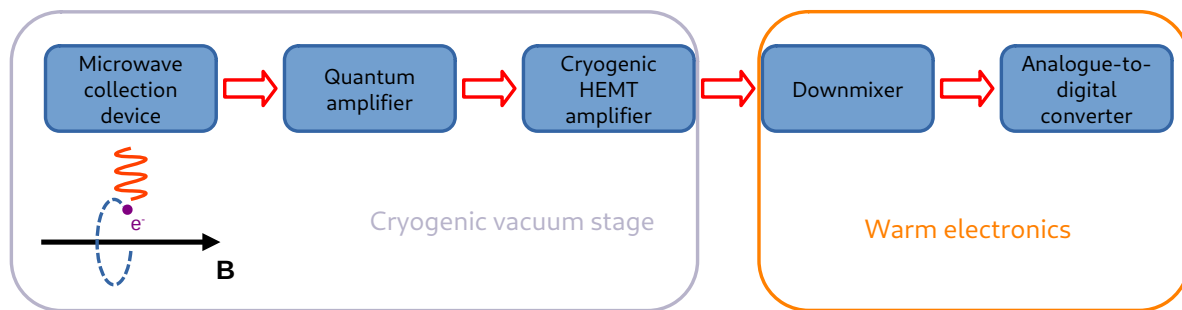 Microwave
collection
device
Quantum
amplifier
Cryogenic
HEMT
amplifier
Downmixer
Analogue-to-
digital
converter
e-
B
Cryogenic vacuum stage
Warm electronics